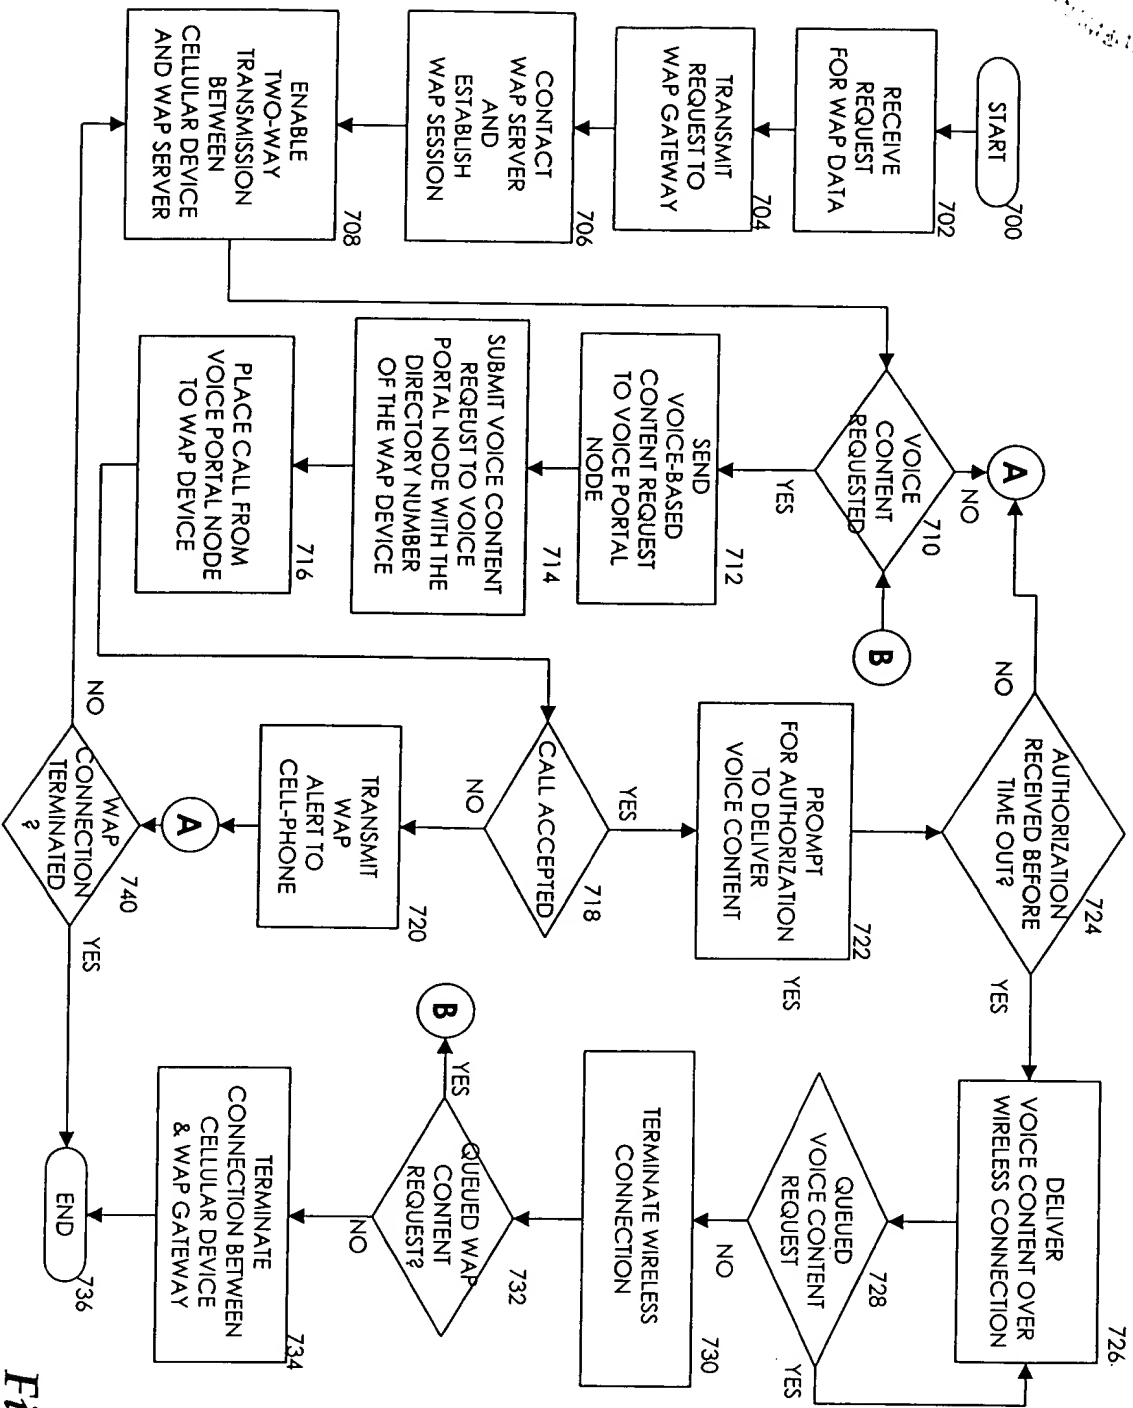 START
700
RECEIVE
REQUEST
FOR WAP DATA
702
TRANSMIT
REQUEST TO
WAP GATEWAY
704
CONTACT
WAP SERVER
AND
ESTABLISH
WAP SESSION
706
ENABLE
TWO-WAY
TRANSMISSION
BETWEEN
CELLULAR DEVICE
AND WAP SERVER
708
A
NO
VOICE
CONTENT
REQUESTED
710
B
YES
SEND
VOICE-BASED
CONTENT REQUEST
TO VOICE PORTAL
NODE
712
SUBMIT VOICE CONTENT
REQEUST TO VOICE
PORTAL NODE WITH THE
DIRECTORY NUMBER
OF THE WAP DEVICE
714
PLACE CALL FROM
VOICE PORTAL NODE
TO WAP DEVICE
716
AUTHORIZATION
RECEIVED BEFORE
TIME OUT?
724
NO
YES
PROMPT
FOR AUTHORIZATION
TO DELIVER
VOICE CONTENT
722
YES
YES
CALL ACCEPTED
718
NO
TRANSMIT
WAP
ALERT TO
CELL-PHONE
720
A
WAP
CONNECTION
TERMINATED
?
740
NO
YES
DELIVER
VOICE CONTENT OVER
WIRELESS CONNECTION
726
QUEUED
VOICE CONTENT
REQUEST
728
YES
NO
TERMINATE WIRELESS
CONNECTION
730
B
YES
QUEUED WAP
CONTENT
REQUEST?
732
NO
TERMINATE
CONNECTION BETWEEN
CELLULAR DEVICE
& WAP GATEWAY
734
END
736